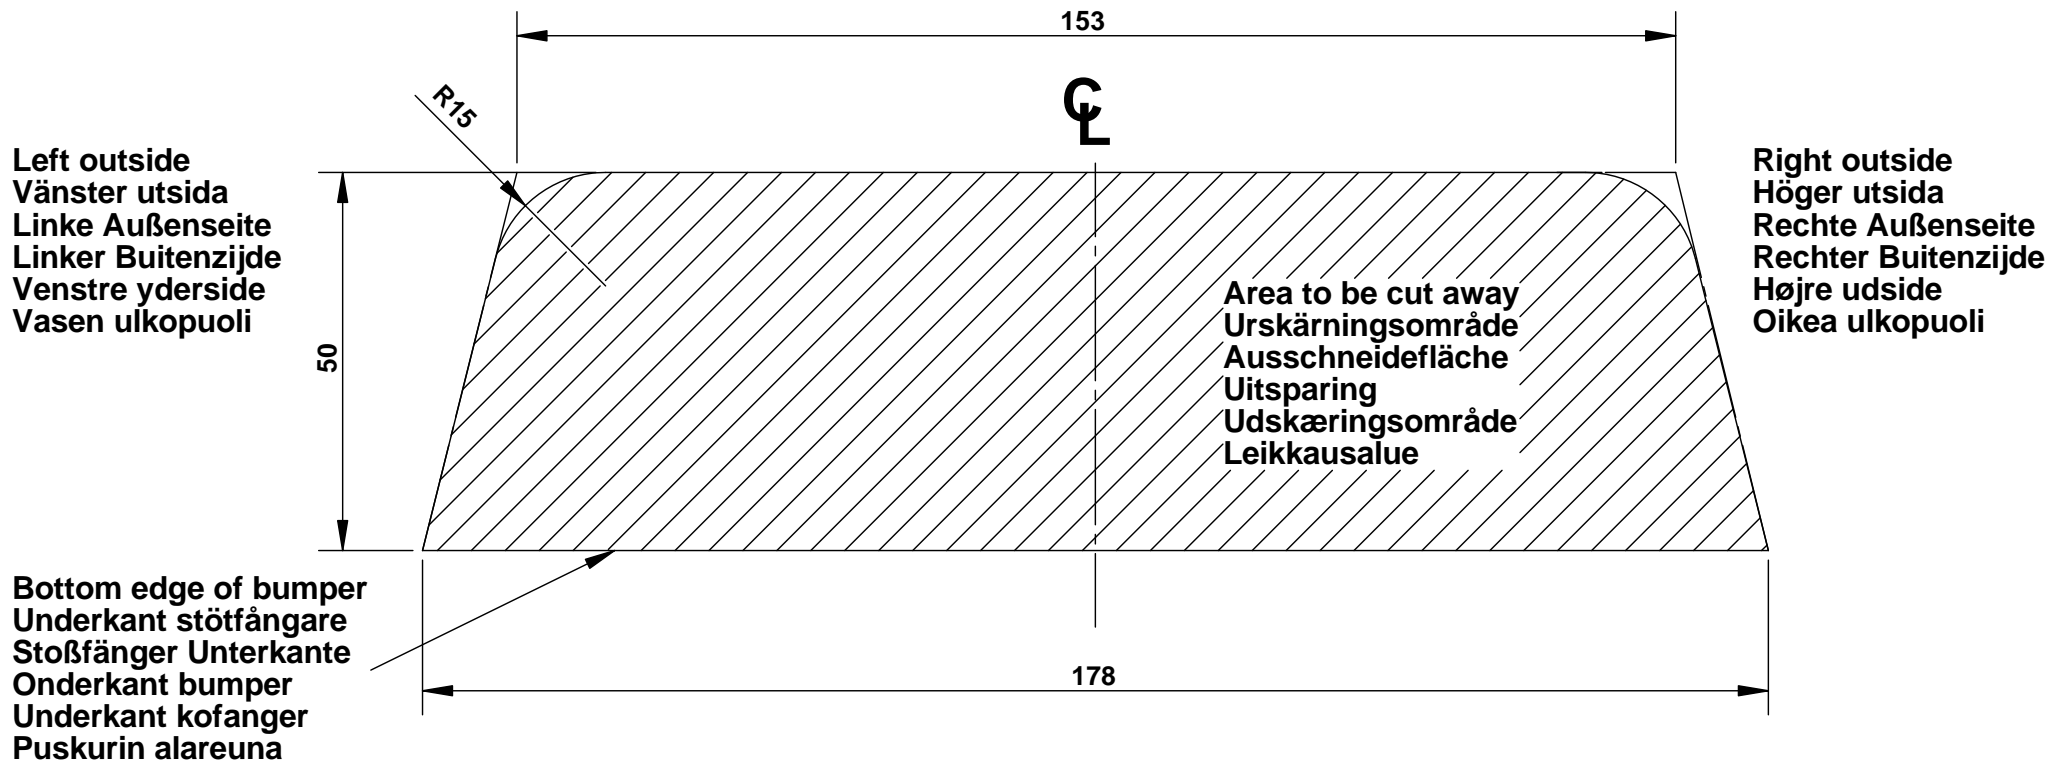 153
CL
R15
Left outside
Vänster utsida
Linke Außenseite
Linker Buitenzijde
Venstre yderside
Vasen ulkopuoli
Right outside
Höger utsida
Rechte Außenseite
Rechter Buitenzijde
Højre udside
Oikea ulkopuoli
50
Area to be cut away
Urskärningsområde
Ausschneidefläche
Uitsparing
Udskæringsområde
Leikkausalue
Bottom edge of bumper
Underkant stötfångare
Stoßfänger Unterkante
Onderkant bumper
Underkant kofanger
Puskurin alareuna
178